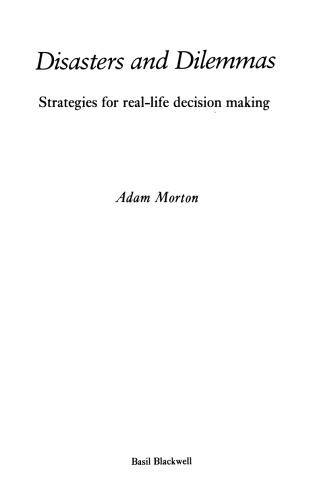 Disasters and Dilemmas
Strategies for real-life decision making
Adam Morton
Basil Blackwell